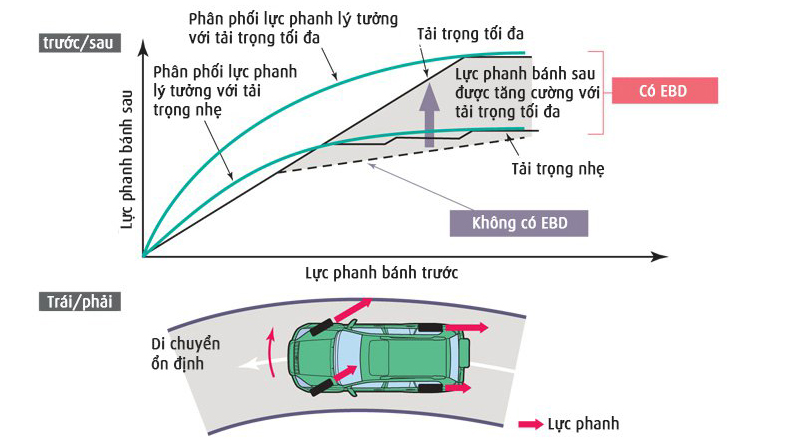 trước/sau
Phân phối lực phanh lý tưởng
với tải trọng tối đa
Tải trọng tối đa
Phân phối lực phanh
lý tưởng với tải
trọng nhẹ
Lực phanh bánh sau
được tăng cường với
tải trọng tối đa
Có EBD
Tải trọng nhẹ
Không có EBD
Lực phanh bánh sau
Lực phanh bánh trước
Trái/phải
Di chuyển
ổn định
Lực phanh